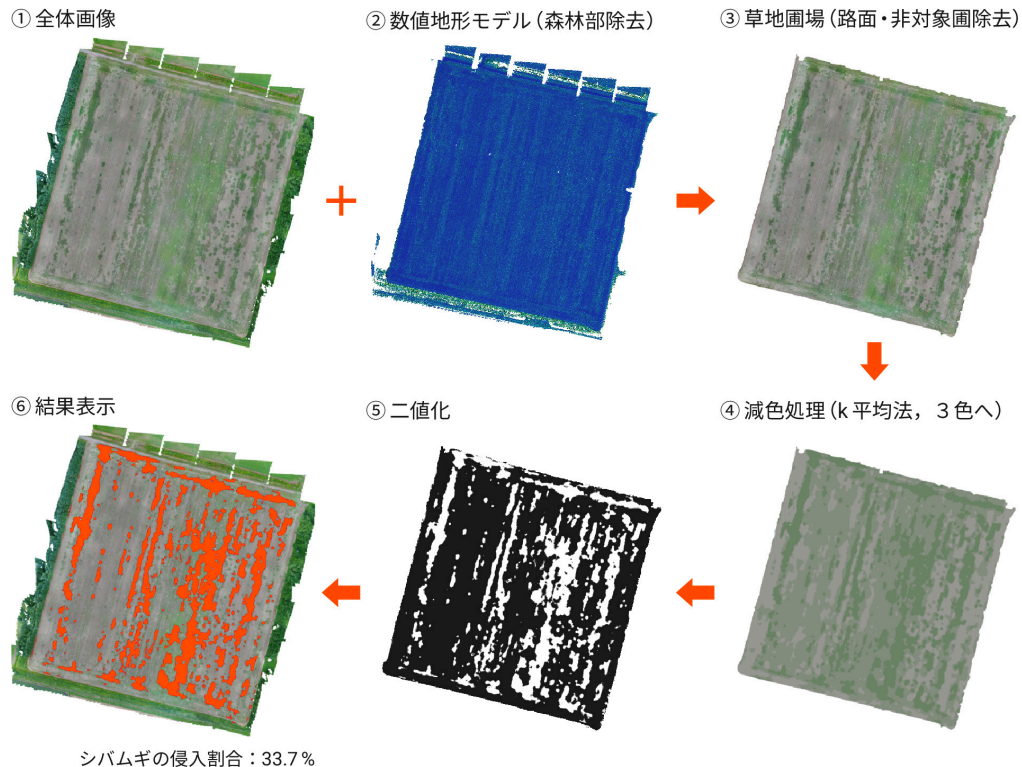 ① 全体画像
② 数値地形モデル（森林部除去）
③ 草地圃場（路面・非対象圃除去）
⑥ 結果表示
⑤ 二値化
④ 減色処理（k 平均法，３色へ）
シバムギの侵入割合：33.7 %